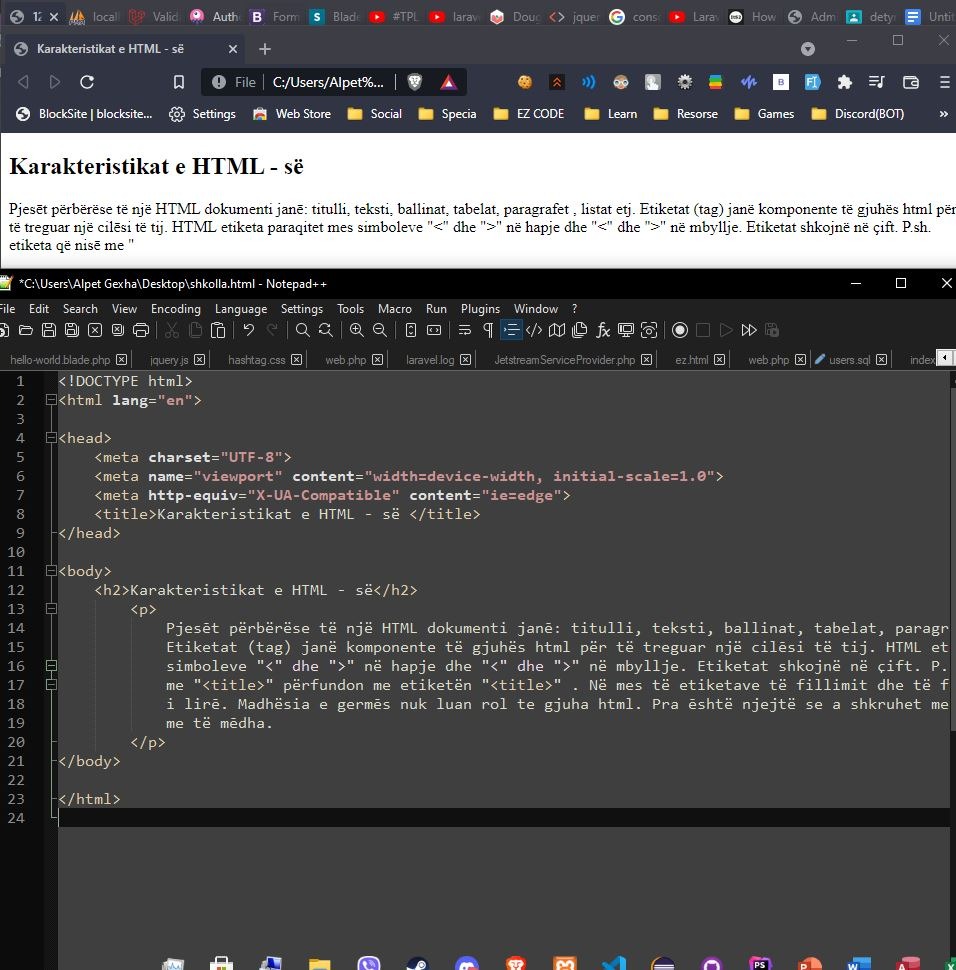 12
locall
Valid
Auth
Form
Blade
#TPL
larav
Doug
jquer
conso
Larav
How
Adm
dety
Untit
Karakteristikat e HTML - së
File
C:/Users/Alpet%...
BlockSite | blocksite...
Settings
Web Store
Social
Specia
EZ CODE
Learn
Resorse
Games
Discord(BOT)
»
Karakteristikat e HTML - së
Pjesët përbërëse të një HTML dokumenti janë: titulli, teksti, ballinat, tabelat, paragrafet , listat etj. Etiketat (tag) janë komponente të gjuhës html për
të treguar një cilësi të tij. HTML etiketa paraqitet mes simboleve "<" dhe ">" në hapje dhe "<" dhe ">" në mbyllje. Etiketat shkojnë në çift. P.sh.
etiketa që nisë me "
*C:\Users\Alpet Gexha\Desktop\shkolla.html - Notepad++
File Edit Search View Encoding Language Settings Tools Macro Run Plugins Window ?
hello-world.blade.php
jquery.js
hashtag.css
web.php
laravel.log
JetstreamServiceProvider.php
ez.html
web.php
users.sql
index
1 <!DOCTYPE html>
2 <html lang="en">
3
4 <head>
5 <meta charset="UTF-8">
6 <meta name="viewport" content="width=device-width, initial-scale=1.0">
7 <meta http-equiv="X-UA-Compatible" content="ie=edge">
8 <title>Karakteristikat e HTML - së </title>
9 </head>
10
11 <body>
12 <h2>Karakteristikat e HTML - së</h2>
13 <p>
14 Pjesët përbërëse të një HTML dokumenti janë: titulli, teksti, ballinat, tabelat, paragr
15 Etiketat (tag) janë komponente të gjuhës html për të treguar një cilësi të tij. HTML et
16 simboleve "<" dhe ">" në hapje dhe "<" dhe ">" në mbyllje. Etiketat shkojnë në çift. P.
17 me "<title>" përfundon me etiketën "<title>" . Në mes të etiketave të fillimit dhe të f
18 i lirë. Madhësia e germës nuk luan rol te gjuha html. Pra është njejtë se a shkruhet me
19 me të mëdha.
20 </p>
21 </body>
22
23 </html>
24